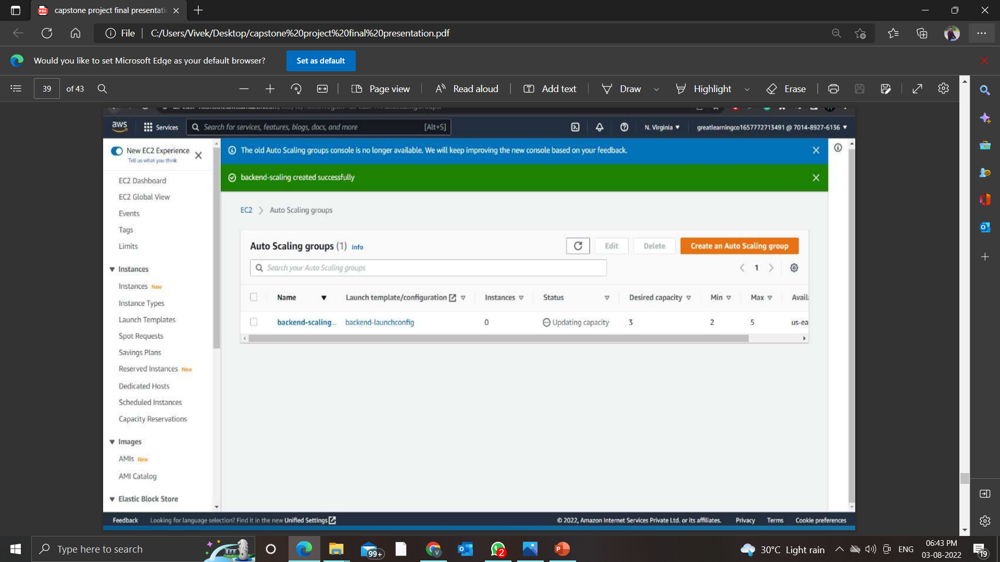 capstone project final presentati
File
C:/Users/Vivek/Desktop/capstone%20project%20final%20presentation.pdf
Would you like to set Microsoft Edge as your default browser?
Set as default
39 of 43
Page view
Read aloud
Add text
Draw
Highlight
Erase
aws
Services
Search for services, features, blogs, docs, and more
[Alt+S]
N. Virginia
greatlearningco1657772713491 @ 7014-8927-6136
New EC2 Experience
Tell us what you think
The old Auto Scaling groups console is no longer available. We will keep improving the new console based on your feedback.
backend-scaling created successfully
EC2 Dashboard
EC2 Global View
Events
Tags
Limits
Instances
Instances New
Instance Types
Launch Templates
Spot Requests
Savings Plans
Reserved Instances New
Dedicated Hosts
Scheduled Instances
Capacity Reservations
Images
AMIs New
AMI Catalog
Elastic Block Store
EC2 > Auto Scaling groups
Auto Scaling groups (1) Info
Edit
Delete
Create an Auto Scaling group
Search your Auto Scaling groups
1
Name
Launch template/configuration
Instances
Status
Desired capacity
Min
Max
Avail
backend-scaling..
backend-launchconfig
0
Updating capacity
3
2
5
us-ea
Feedback
Looking for language selection? Find it in the new Unified Settings
© 2022, Amazon Internet Services Private Ltd. or its affiliates.
Privacy
Terms
Cookie preferences
Type here to search
99+
2
30°C Light rain
ENG
06:43 PM
03-08-2022
19